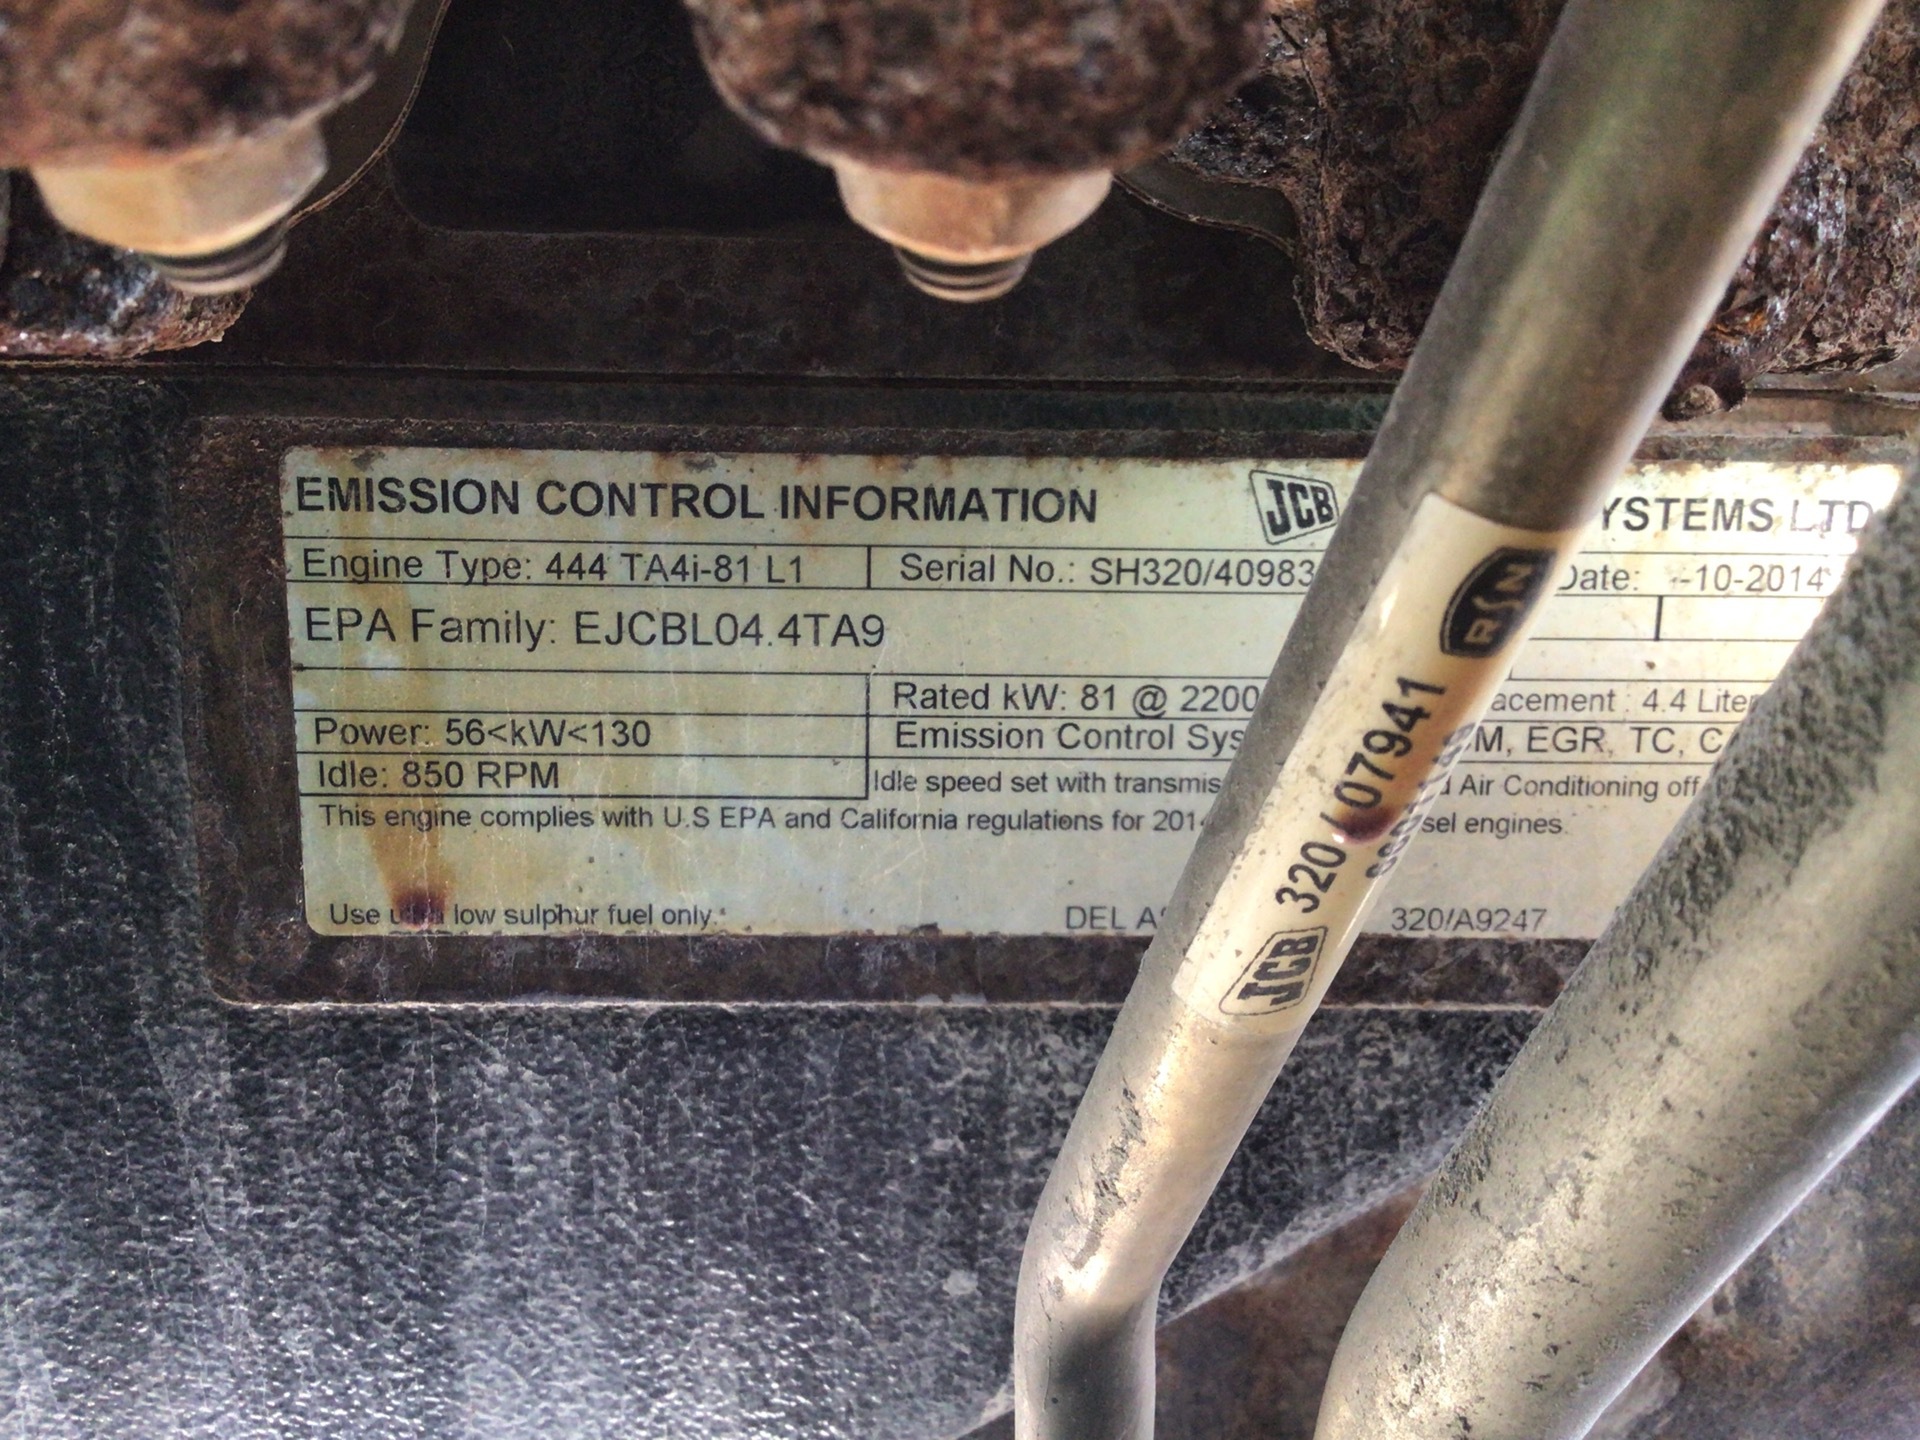 EMISSION CONTROL INFORMATION JCB YSTEMS LTD
Engine Type: 444 TA4i-81 L1 Serial No.: SH320/40983 Date: -10-2014
EPA Family: EJCBL04.4TA9
Rated kW: 81 @ 2200 acement : 4.4 Liter
Power: 56<kW<130 Emission Control Sys M, EGR, TC, C
Idle: 850 RPM Idle speed set with transmis d Air Conditioning off
This engine complies with U.S EPA and California regulations for 201 sel engines.
Use ultra low sulphur fuel only. DEL A 320/A9247
JCB 320/07941 RSN